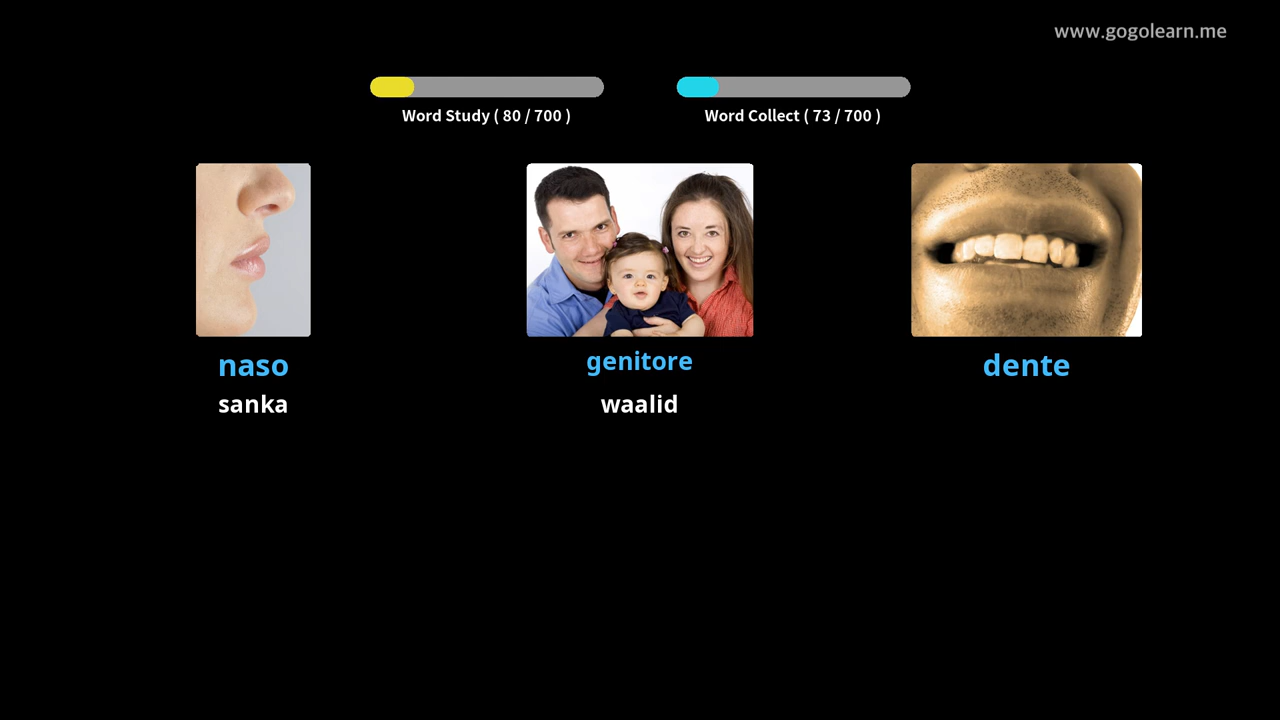 www.gogolearn.me
Word Study ( 80 / 700 )
Word Collect ( 73 / 700 )
naso
sanka
genitore
waalid
dente